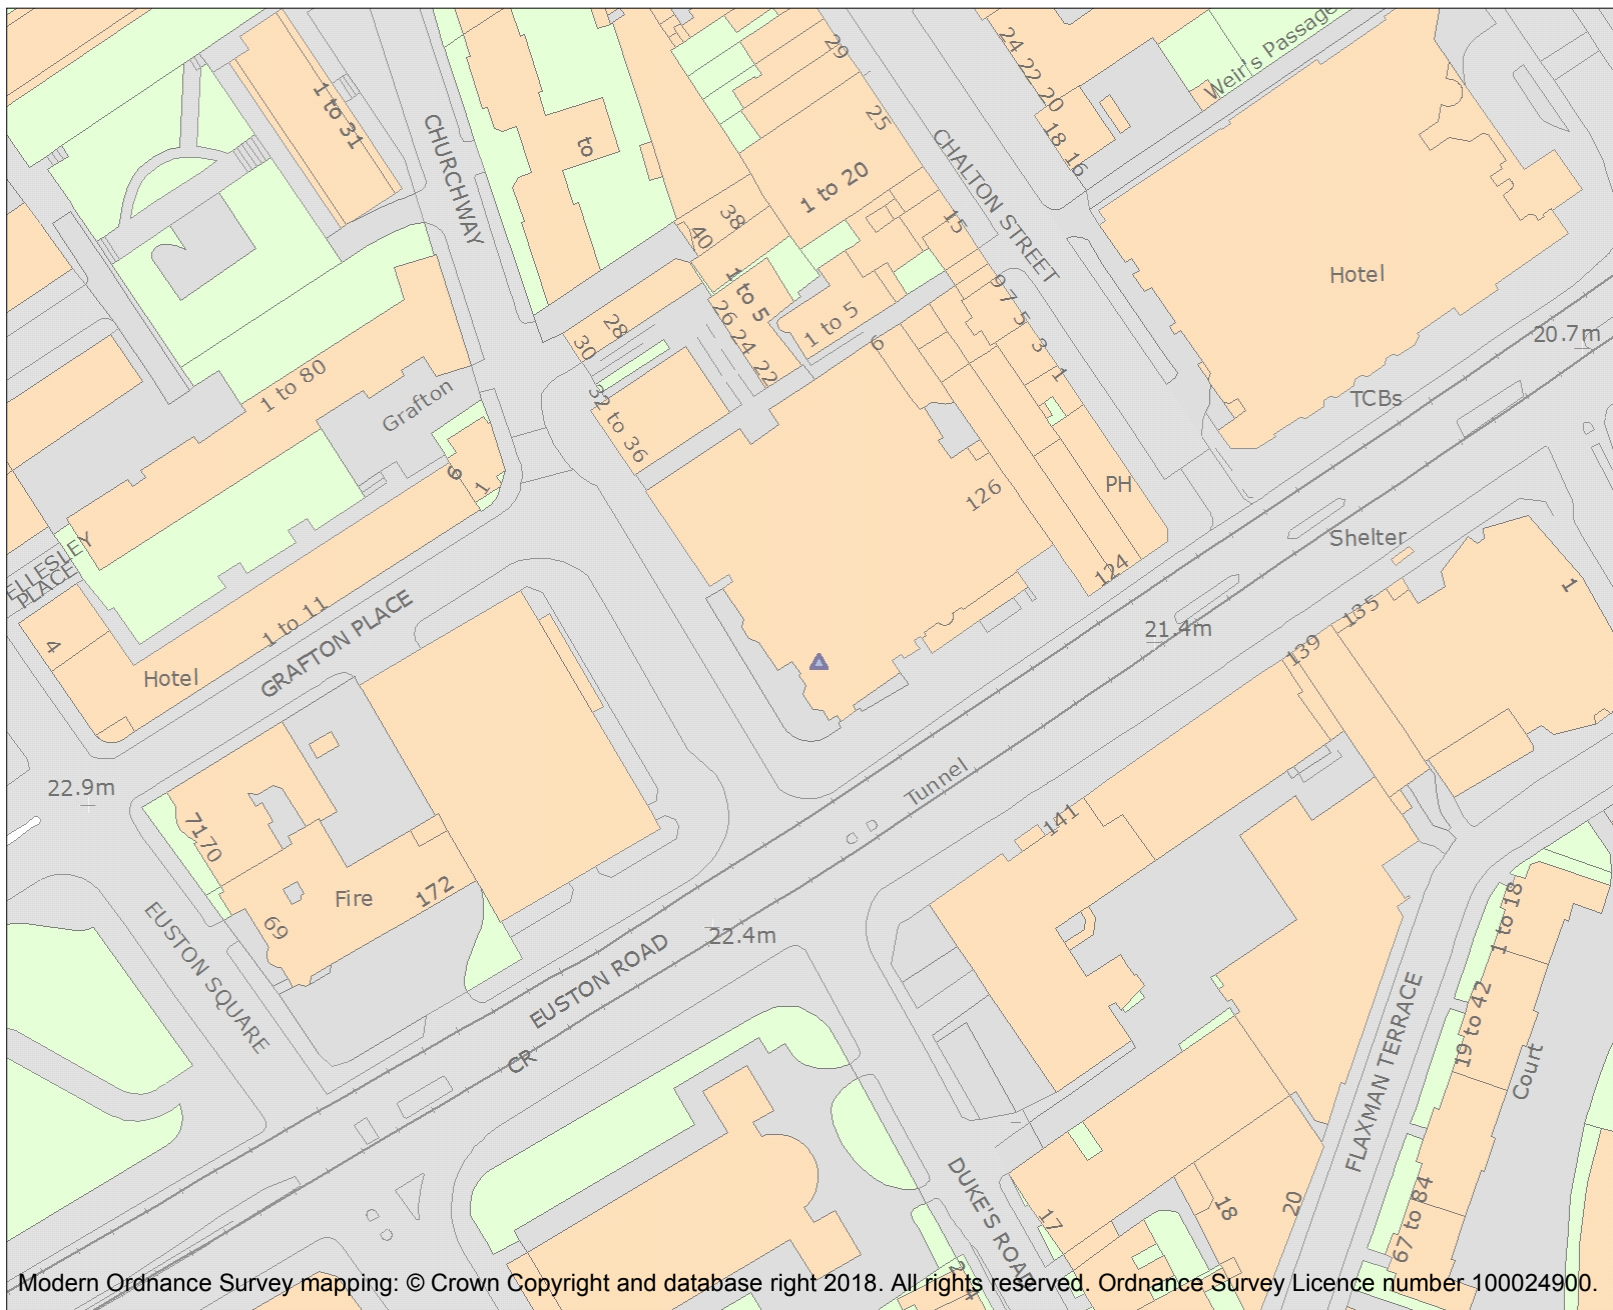 29
24
22
20
18
16
Weir's Passage
1 to 31
CHURCHWAY
to
25
CHALTON STREET
1 to 20
38
40
15
Hotel
1 to 5
26
24
22
1 to 5
6
9
7
5
3
1
20.7m
28
30
32 to 36
1 to 80
Grafton
TCBs
6
1
126
PH
124
Shelter
ELLESLEY
PLACE
1 to 11
GRAFTON PLACE
4
Hotel
21.4m
139
135
1
22.9m
Tunnel
141
7170
Fire
172
69
EUSTON SQUARE
EUSTON ROAD
22.4m
CR
1 to 18
19 to 42
Court
FLAXMAN TERRACE
DUKE'S ROAD
17
18
20
67 to 84
Modern Ordnance Survey mapping: © Crown Copyright and database right 2018. All rights reserved. Ordnance Survey Licence number 100024900.